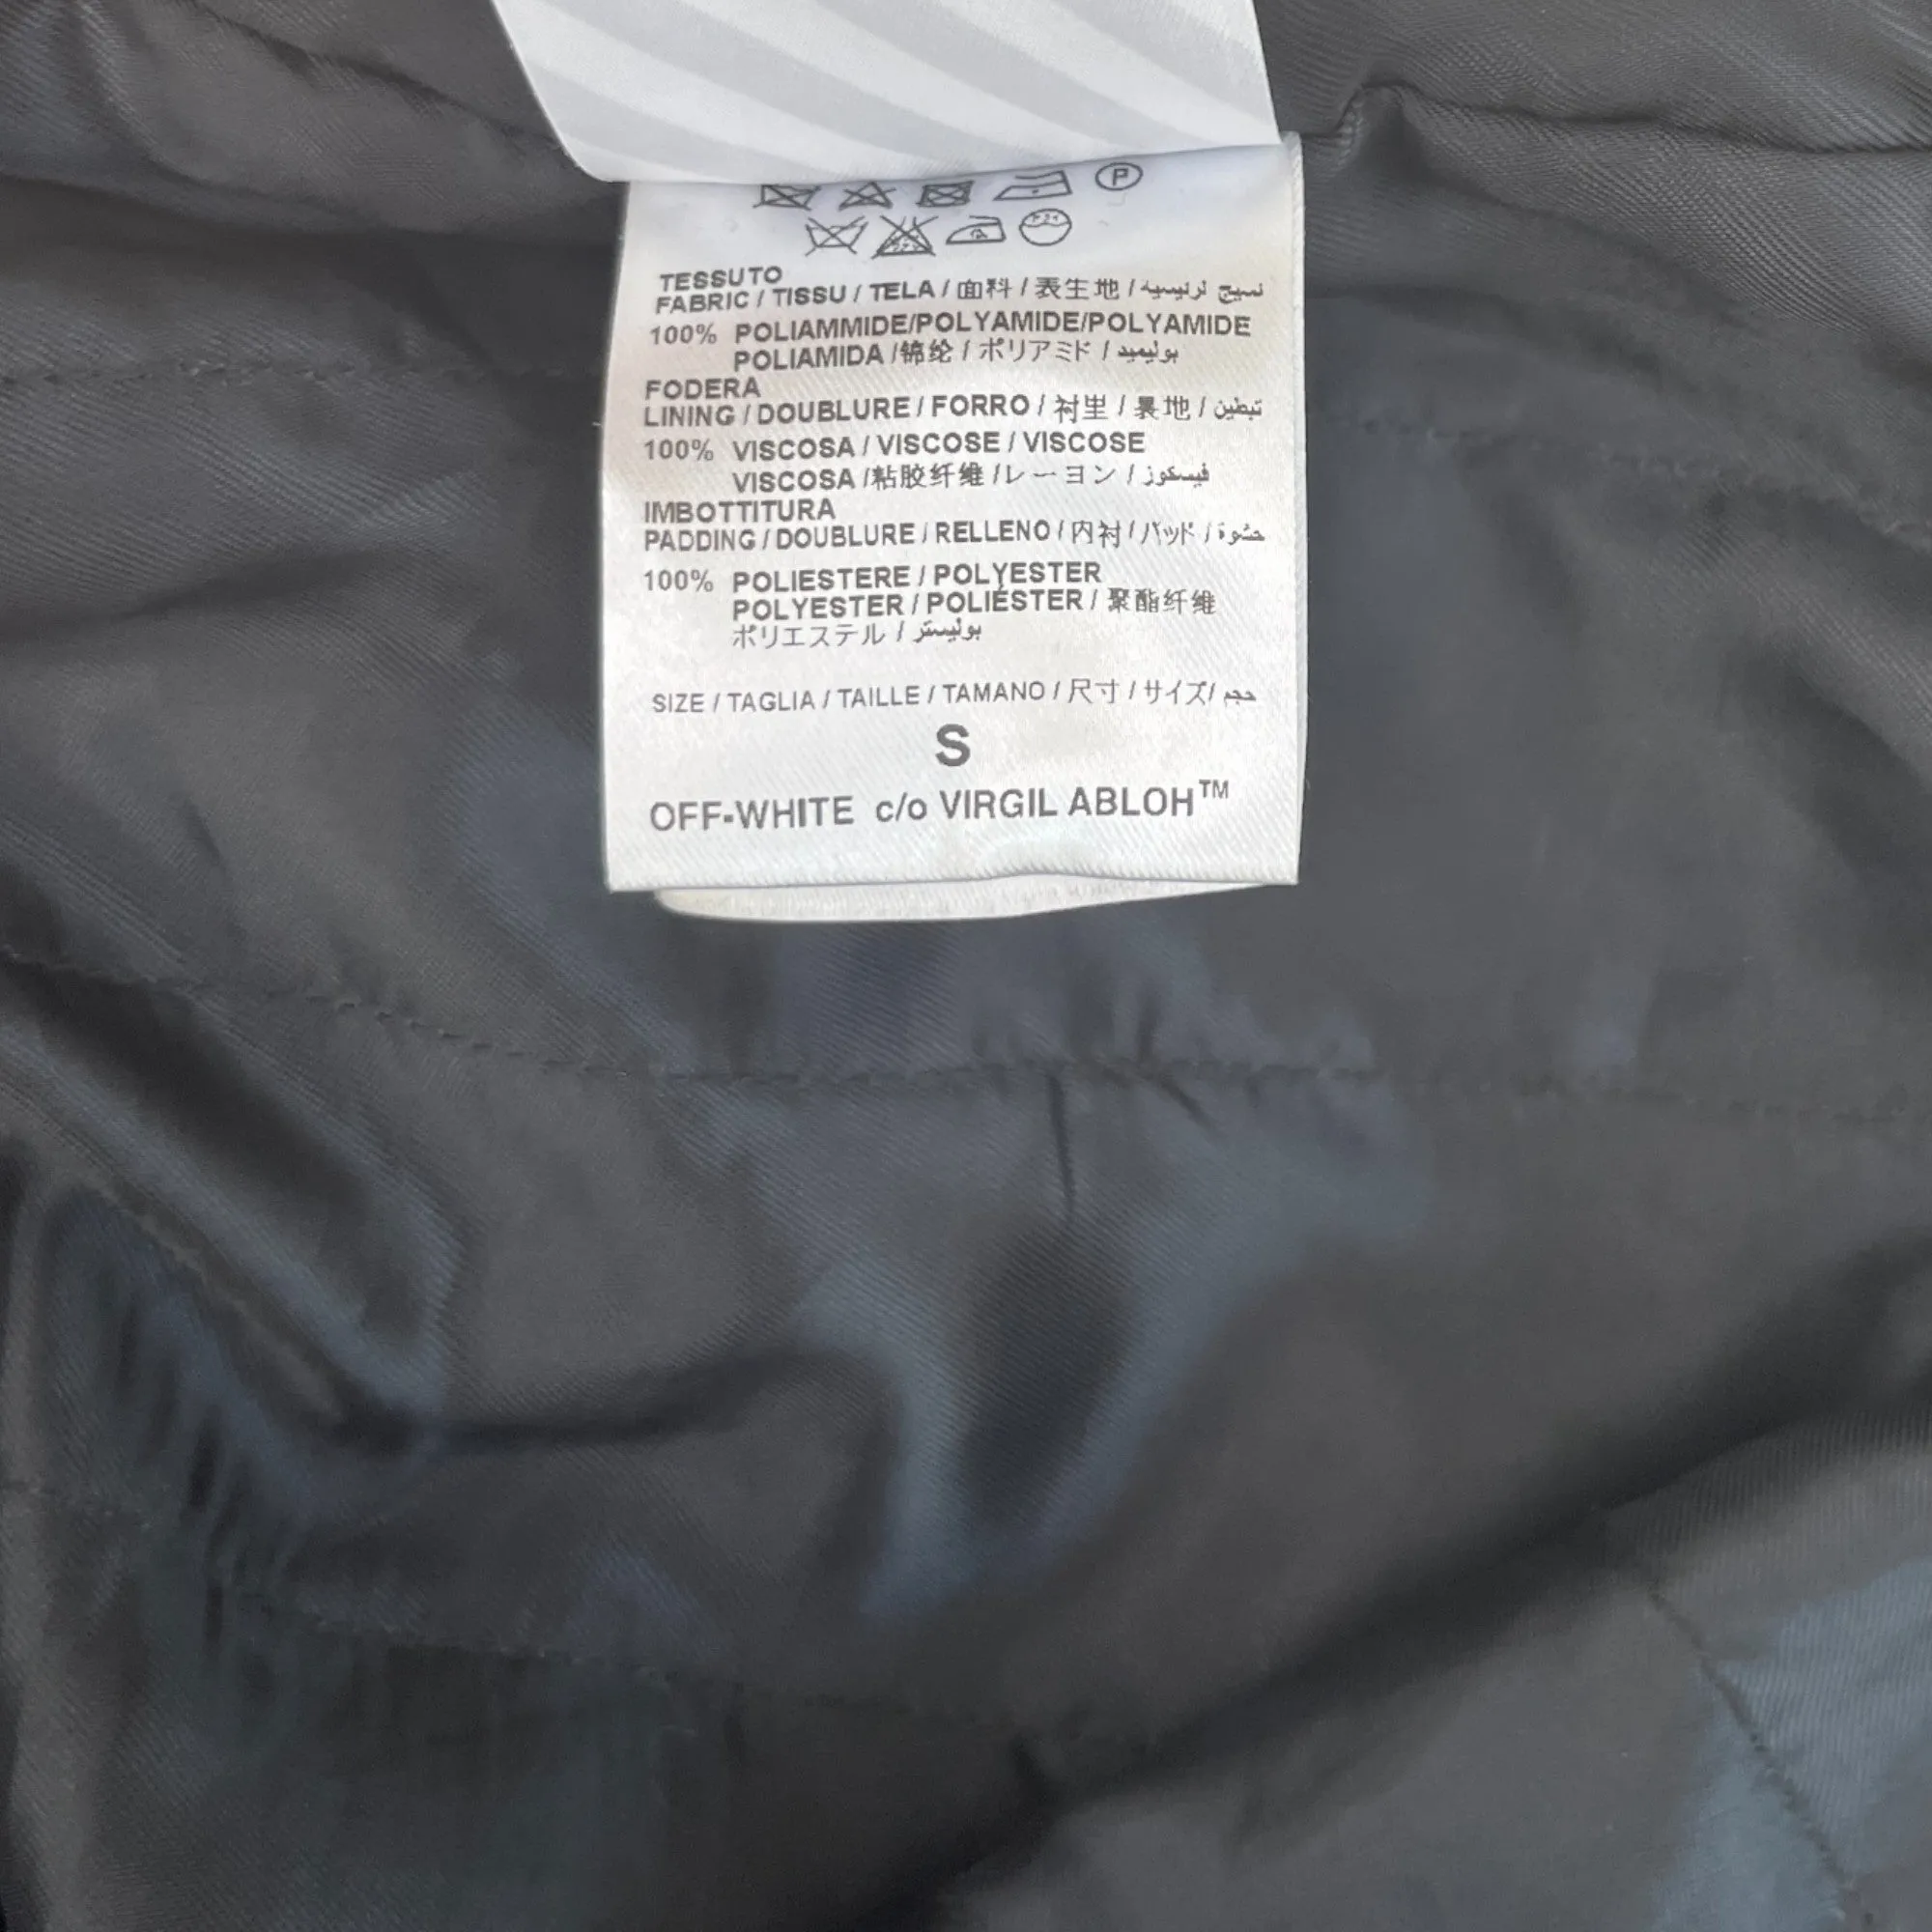 P
TESSUTO
FABRIC / TISSU / TELA / 面料 / 表生地 / نسيج لرئيسيه
100% POLIAMMIDE/POLYAMIDE/POLYAMIDE
POLIAMIDA /锦纶 / ポリアミド / بوليميد
FODERA
LINING / DOUBLURE / FORRO / 衬里 / 裏地 / تبطين
100% VISCOSA / VISCOSE / VISCOSE
VISCOSA /粘胶纤维 /レーヨン / فيسكوز
IMBOTTITURA
PADDING / DOUBLURE / RELLENO / 内衬 / パッド / حشوة
100% POLIESTERE / POLYESTER
POLYESTER / POLIÉSTER / 聚酯纤维
ポリエステル / بوليستر
SIZE / TAGLIA / TAILLE / TAMANO / 尺寸 / サイズ/ حجم
S
OFF-WHITE c/o VIRGIL ABLOH™